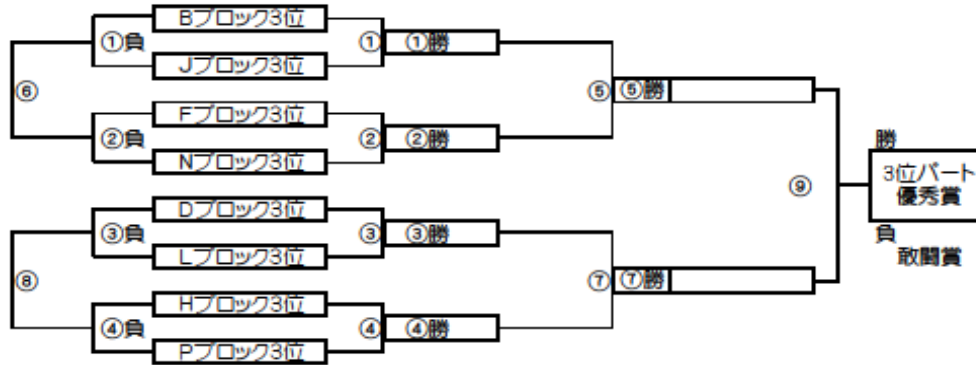 Bブロック3位
①負 ① ①勝
Jブロック3位
⑥ ⑤ ⑤勝
Fブロック3位
②負 ② ②勝
Nブロック3位
勝
⑨ 3位パート
優秀賞
Dブロック3位
③負 ③ ③勝
負
Lブロック3位
敢闘賞
⑧ ⑦ ⑦勝
Hブロック3位
④負 ④ ④勝
Pブロック3位